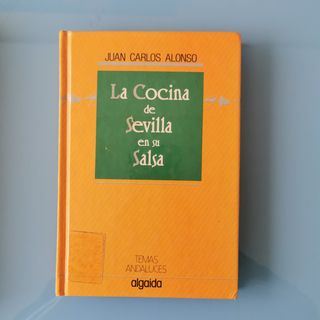 JUAN CARLOS ALONSO
La Cocina
de
Sevilla
en su
Salsa
TEMAS
ANDALUCES
algaida